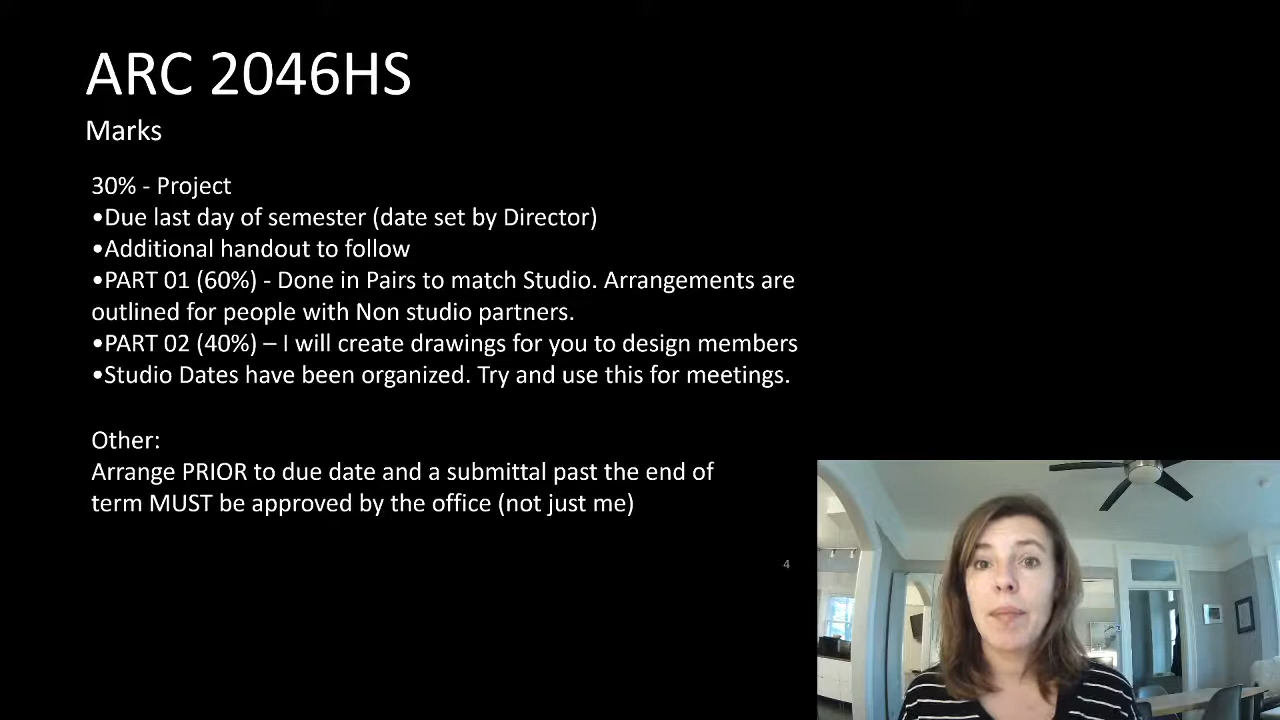 ARC 2046HS
Marks
30% - Project
•Due last day of semester (date set by Director)
•Additional handout to follow
•PART 01 (60%) - Done in Pairs to match Studio. Arrangements are
outlined for people with Non studio partners.
•PART 02 (40%) – I will create drawings for you to design members
•Studio Dates have been organized. Try and use this for meetings.
Other:
Arrange PRIOR to due date and a submittal past the end of
term MUST be approved by the office (not just me)
4